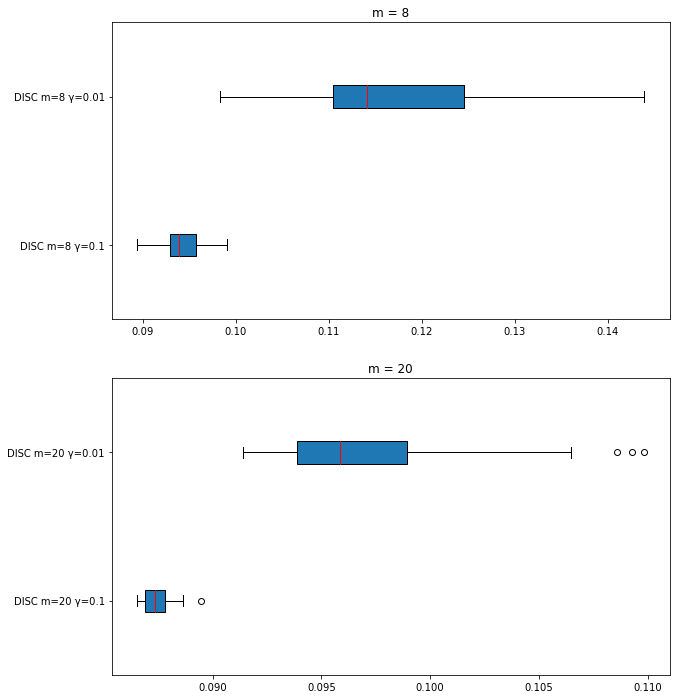 m = 8
DISC m=8 γ=0.01
DISC m=8 γ=0.1
0.09 0.10 0.11 0.12 0.13 0.14
m = 20
DISC m=20 γ=0.01
DISC m=20 γ=0.1
0.090 0.095 0.100 0.105 0.110